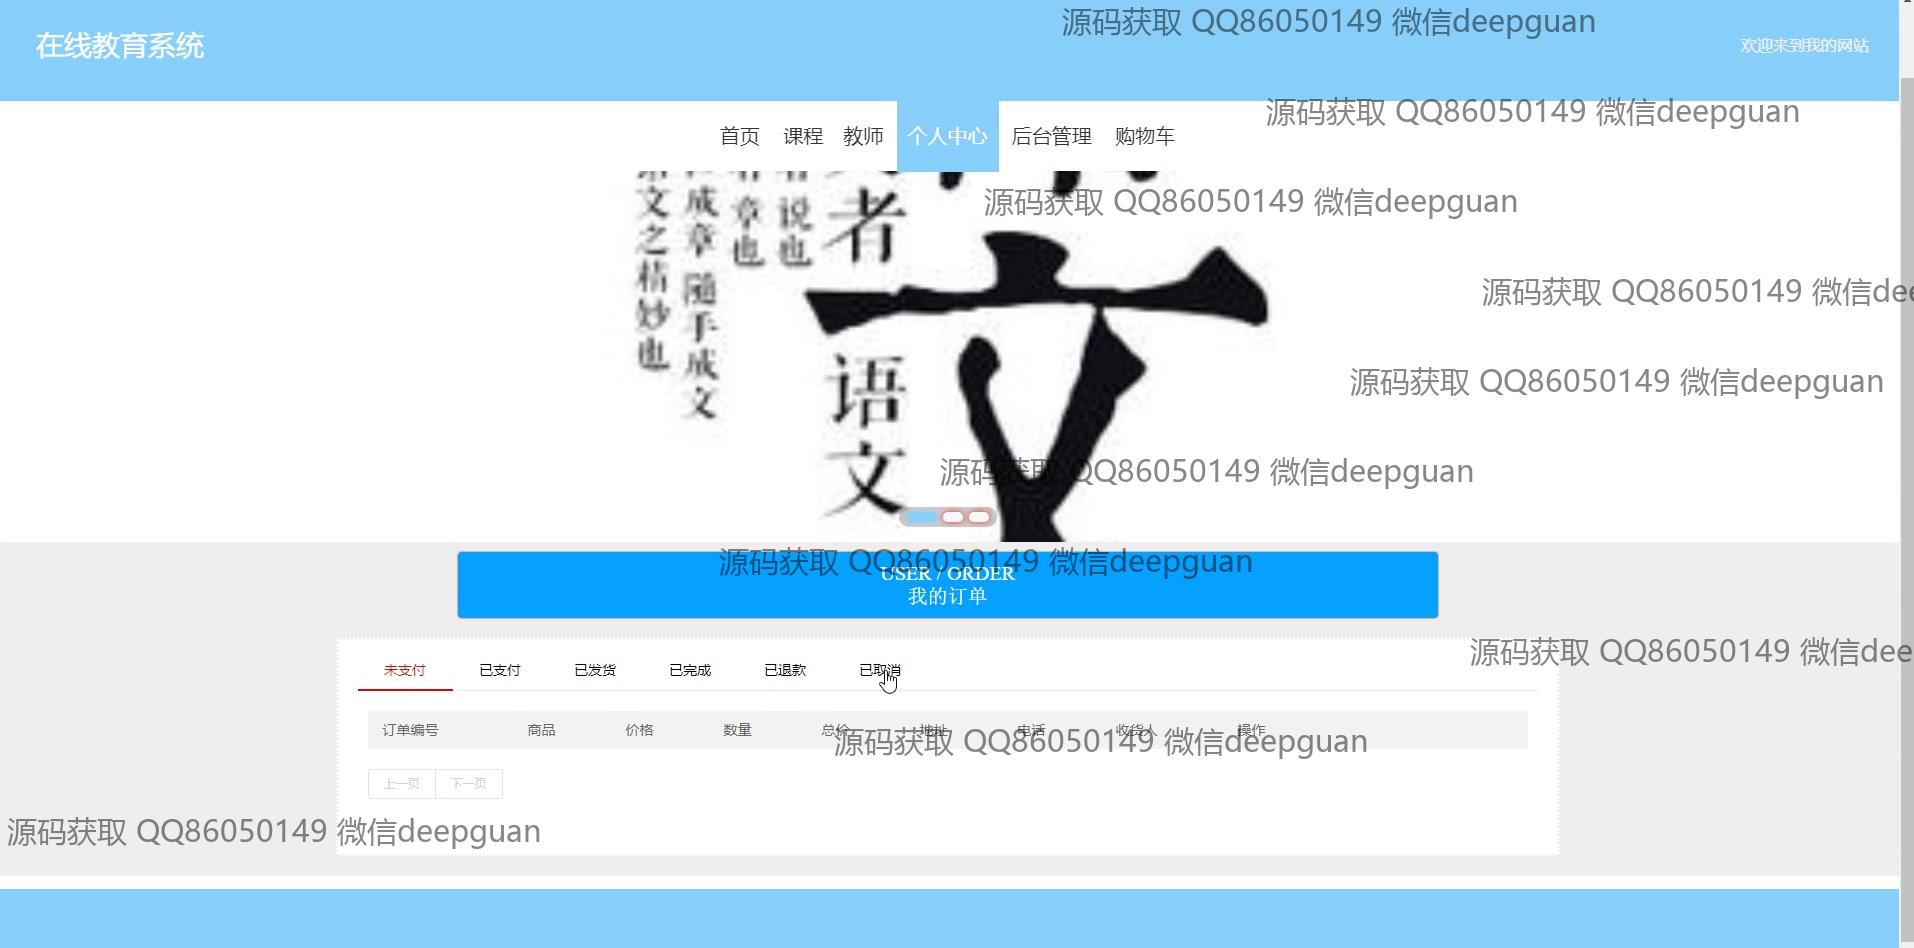 源码获取 QQ86050149 微信deepguan
在线教育系统
欢迎来到我的网站
源码获取 QQ86050149 微信deepguan
首页 课程 教师 个人中心 后台管理 购物车
源码获取 QQ86050149 微信deepguan
文之精妙也
成章 随手成文
章也
说也
者
语文
源码获取 QQ86050149 微信dee
源码获取 QQ86050149 微信deepguan
源码获取 QQ86050149 微信deepguan
源码获取 QQ86050149 微信deepguan
USER / ORDER
我的订单
源码获取 QQ86050149 微信dee
未支付 已支付 已发货 已完成 已退款 已取消
订单编号 商品 价格 数量 总价 地址 电话 收货人 操作
源码获取 QQ86050149 微信deepguan
上一页 下一页
源码获取 QQ86050149 微信deepguan